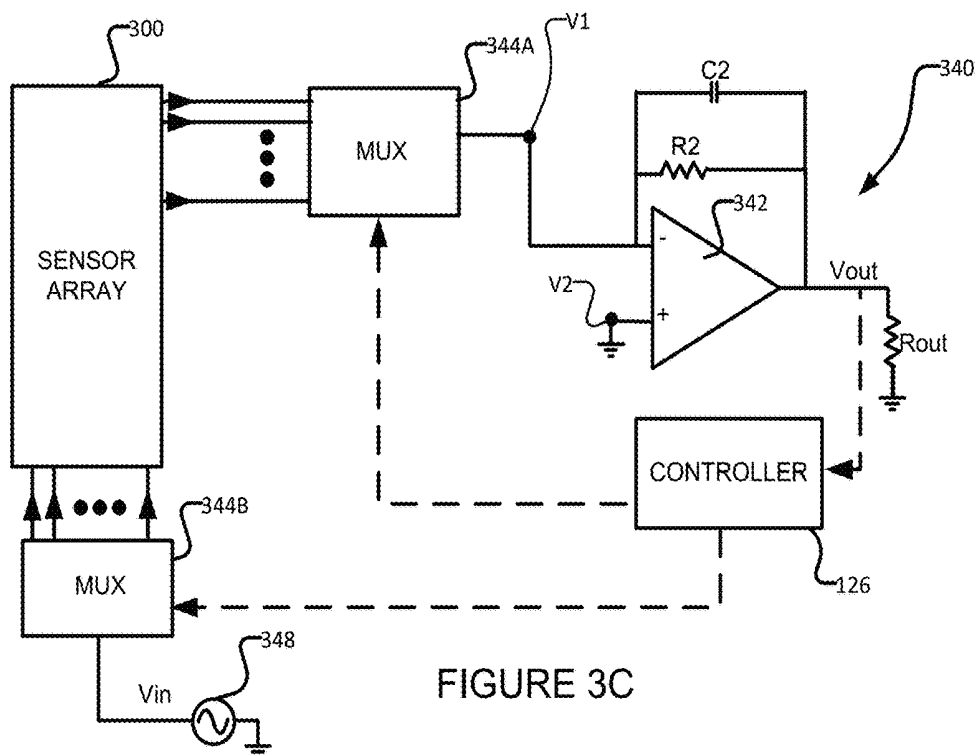 300
344A
V1
340
C2
MUX
R2
SENSOR
ARRAY
342
-
V2
+
Vout
Rout
CONTROLLER
344B
MUX
126
348
Vin
FIGURE 3C